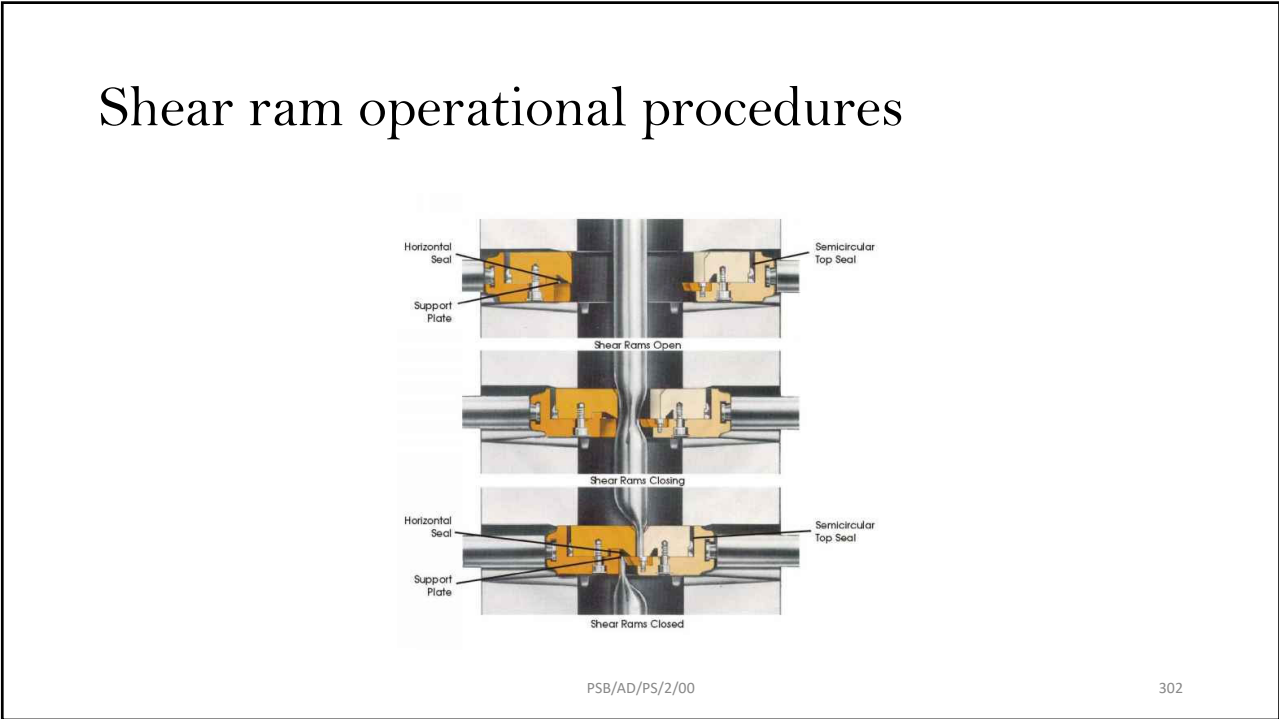 Shear ram operational procedures
Horizontal
Seal
Semicircular
Top Seal
Support
Plate
Shear Rams Open
Shear Rams Closing
Horizontal
Seal
Semicircular
Top Seal
Support
Plate
Shear Rams Closed
PSB/AD/PS/2/00
302